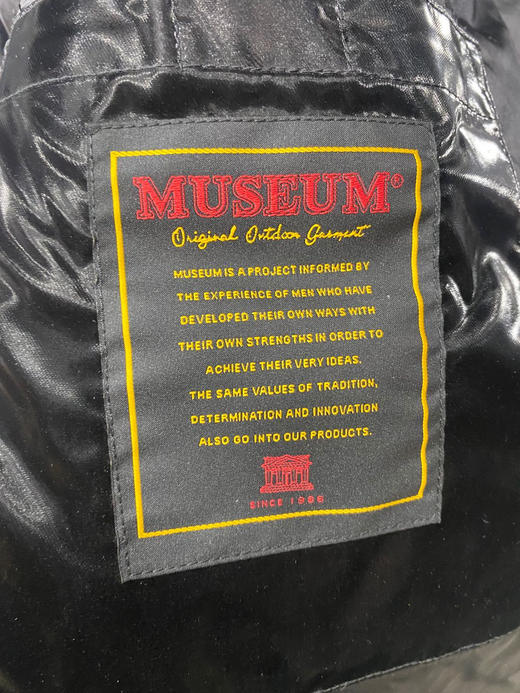 MUSEUM®
Original Outdoor Garment
MUSEUM IS A PROJECT INFORMED BY
THE EXPERIENCE OF MEN WHO HAVE
DEVELOPED THEIR OWN WAYS WITH
THEIR OWN STRENGTHS IN ORDER TO
ACHIEVE THEIR VERY IDEAS.
THE SAME VALUES OF TRADITION,
DETERMINATION AND INNOVATION
ALSO GO INTO OUR PRODUCTS.
SINCE 1996